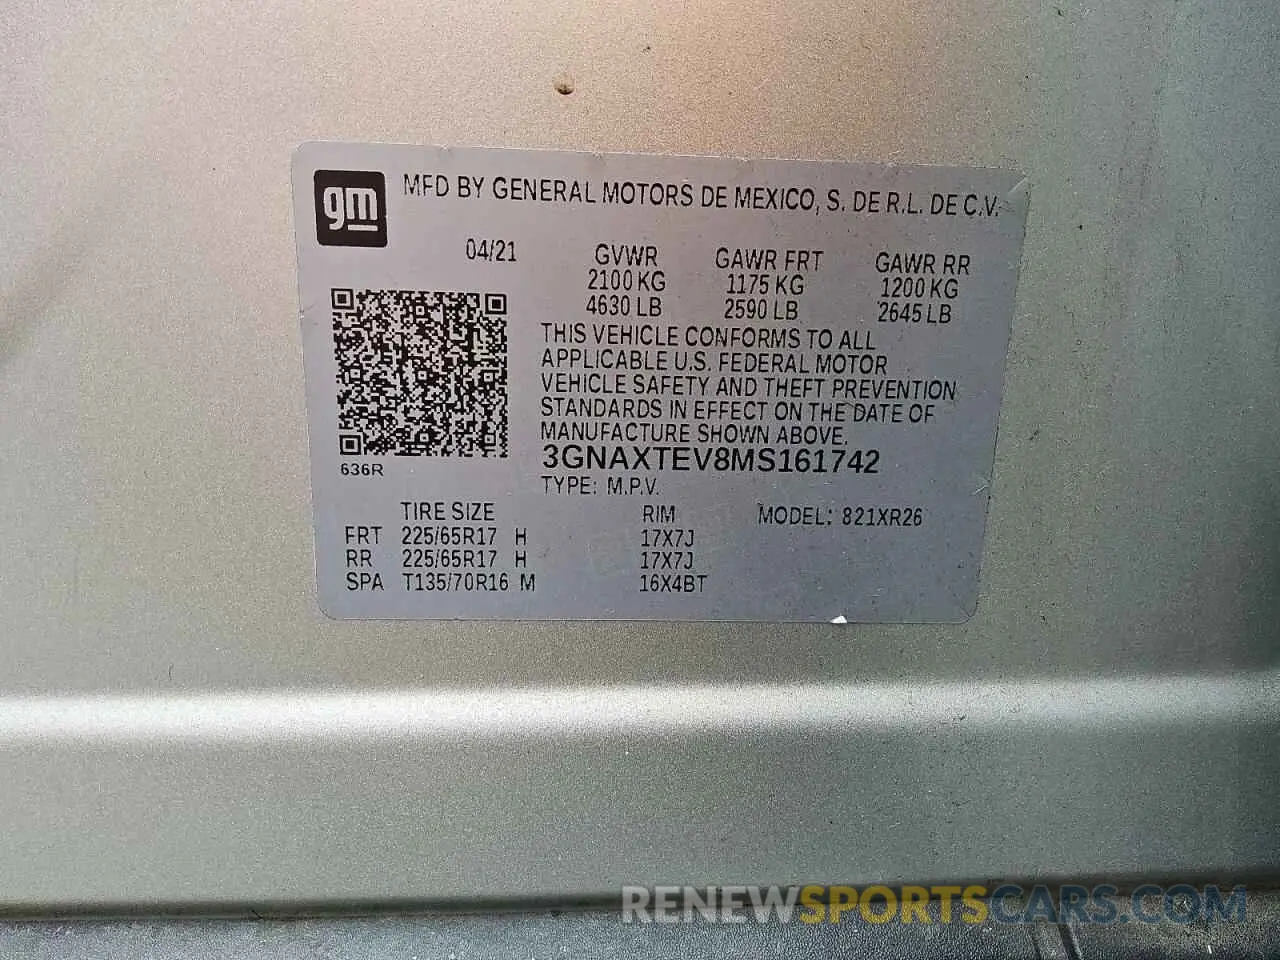 gm MFD BY GENERAL MOTORS DE MEXICO, S. DE R.L. DE C.V.
04/21 GVWR GAWR FRT GAWR RR
2100 KG 1175 KG 1200 KG
4630 LB 2590 LB 2645 LB
THIS VEHICLE CONFORMS TO ALL
APPLICABLE U.S. FEDERAL MOTOR
VEHICLE SAFETY AND THEFT PREVENTION
STANDARDS IN EFFECT ON THE DATE OF
MANUFACTURE SHOWN ABOVE.
636R 3GNAXTEV8MS161742
TYPE: M.P.V.
TIRE SIZE RIM MODEL: 821XR26
FRT 225/65R17 H 17X7J
RR 225/65R17 H 17X7J
SPA T135/70R16 M 16X4BT
RENEWSPORTSCARS.COM